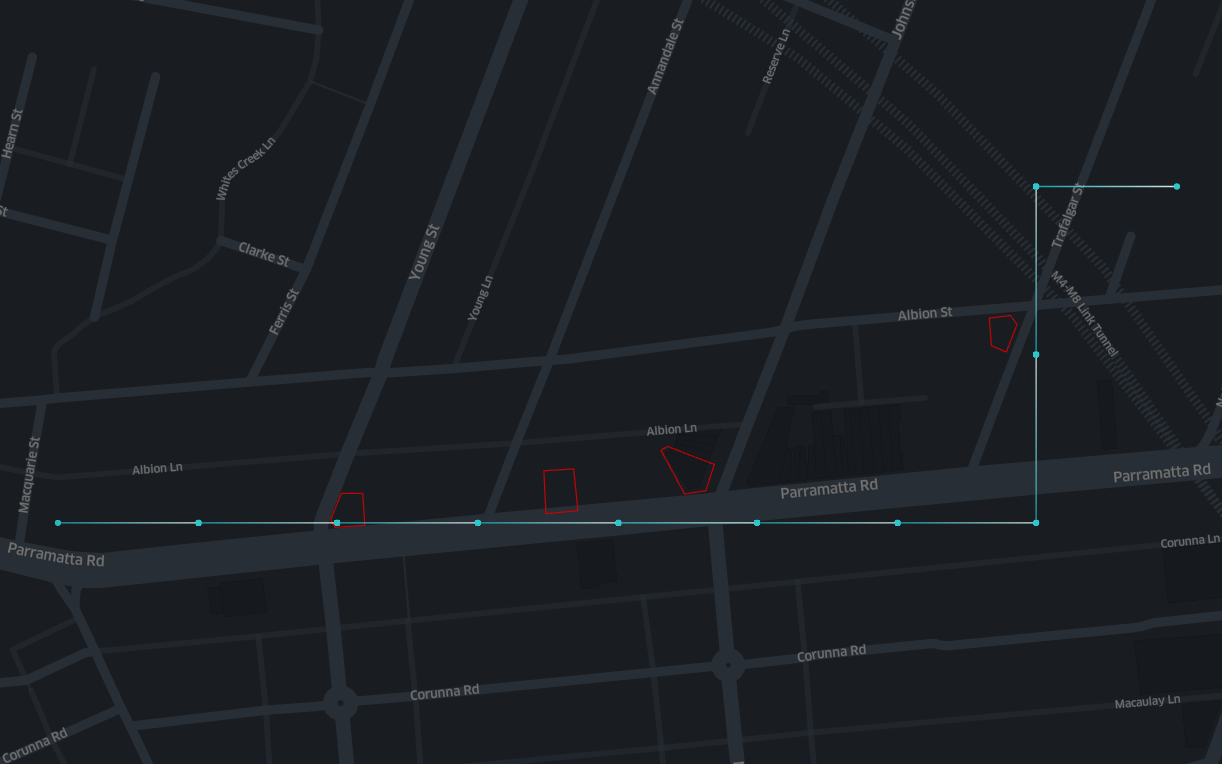 Johns
Annandale St
Reserve Ln
Hearn St
Whites Creek Ln
St
Trafalgar St
Clarke St
Young St
Young Ln
Ferris St
Albion St
M4-M8 Link Tunnel
Albion Ln
Macquarie St
Albion Ln
Parramatta Rd
Parramatta Rd
Parramatta Rd
Corunna Ln
Corunna Rd
Corunna Rd
Corunna Rd
Macaulay Ln